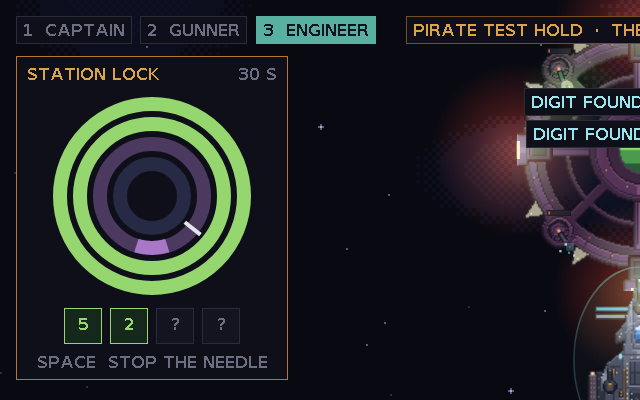 1 CAPTAIN 2 GUNNER 3 ENGINEER PIRATE TEST HOLD · THE
STATION LOCK 30 S
DIGIT FOUND
DIGIT FOUND
5 2 ? ?
SPACE STOP THE NEEDLE